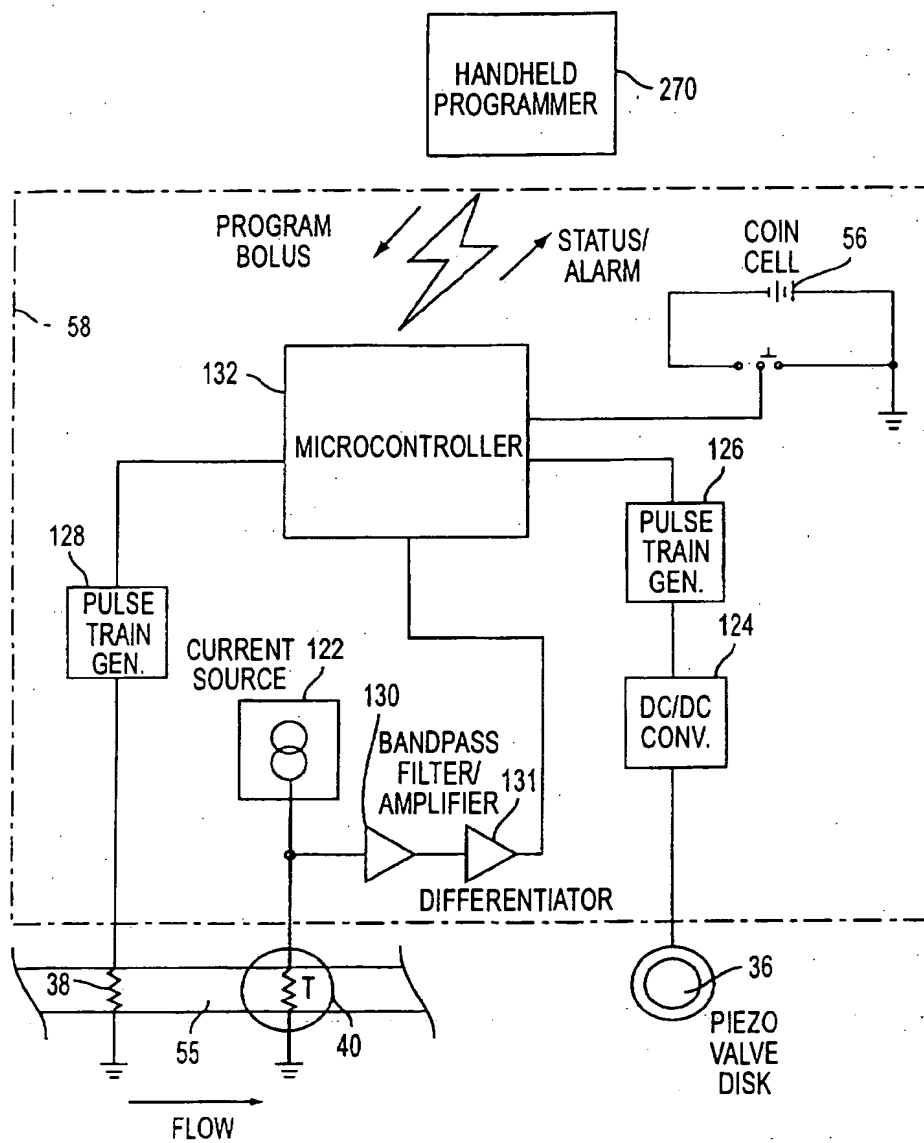 HANDHELD
PROGRAMMER
270
PROGRAM
BOLUS
STATUS/
ALARM
COIN
CELL
56
58
132
MICROCONTROLLER
126
PULSE
TRAIN
GEN.
128
PULSE
TRAIN
GEN.
CURRENT
SOURCE
122
124
DC/DC
CONV.
130
BANDPASS
FILTER/
AMPLIFIER
131
DIFFERENTIATOR
38
T
55
40
36
PIEZO
VALVE
DISK
FLOW